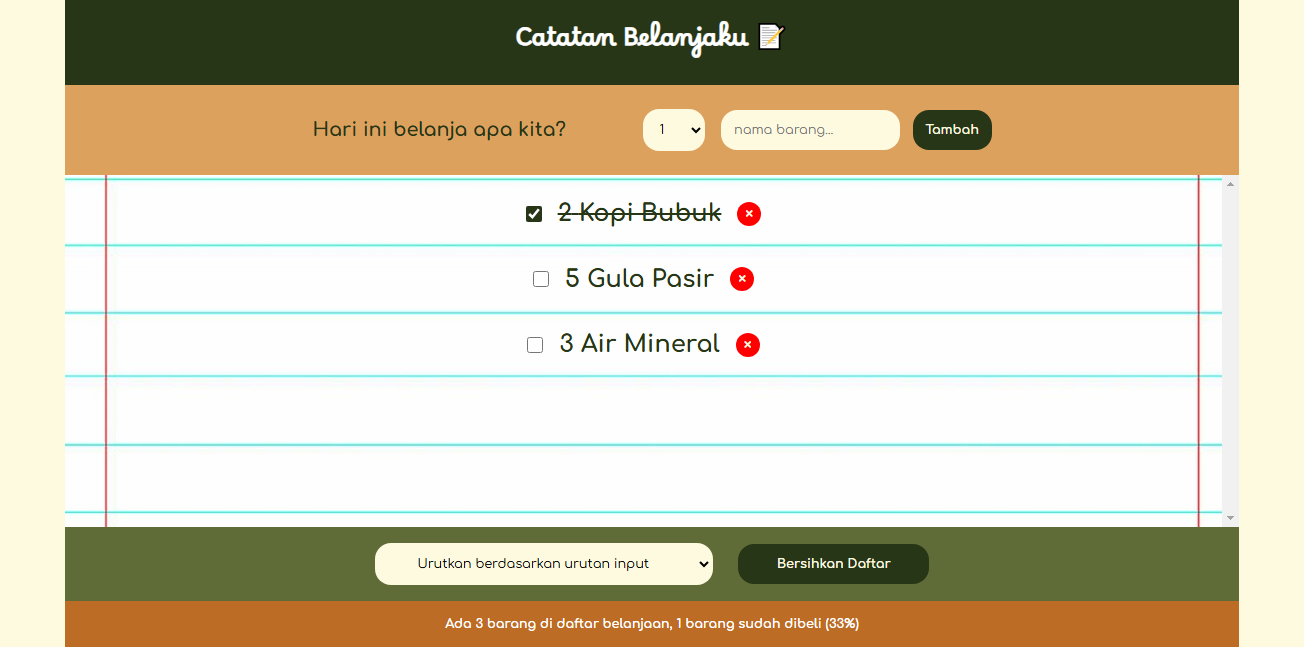 Catatan Belanjaku 📝
Hari ini belanja apa kita? 1 nama barang... Tambah
2 Kopi Bubuk
5 Gula Pasir
3 Air Mineral
Urutkan berdasarkan urutan input Bersihkan Daftar
Ada 3 barang di daftar belanjaan, 1 barang sudah dibeli (33%)